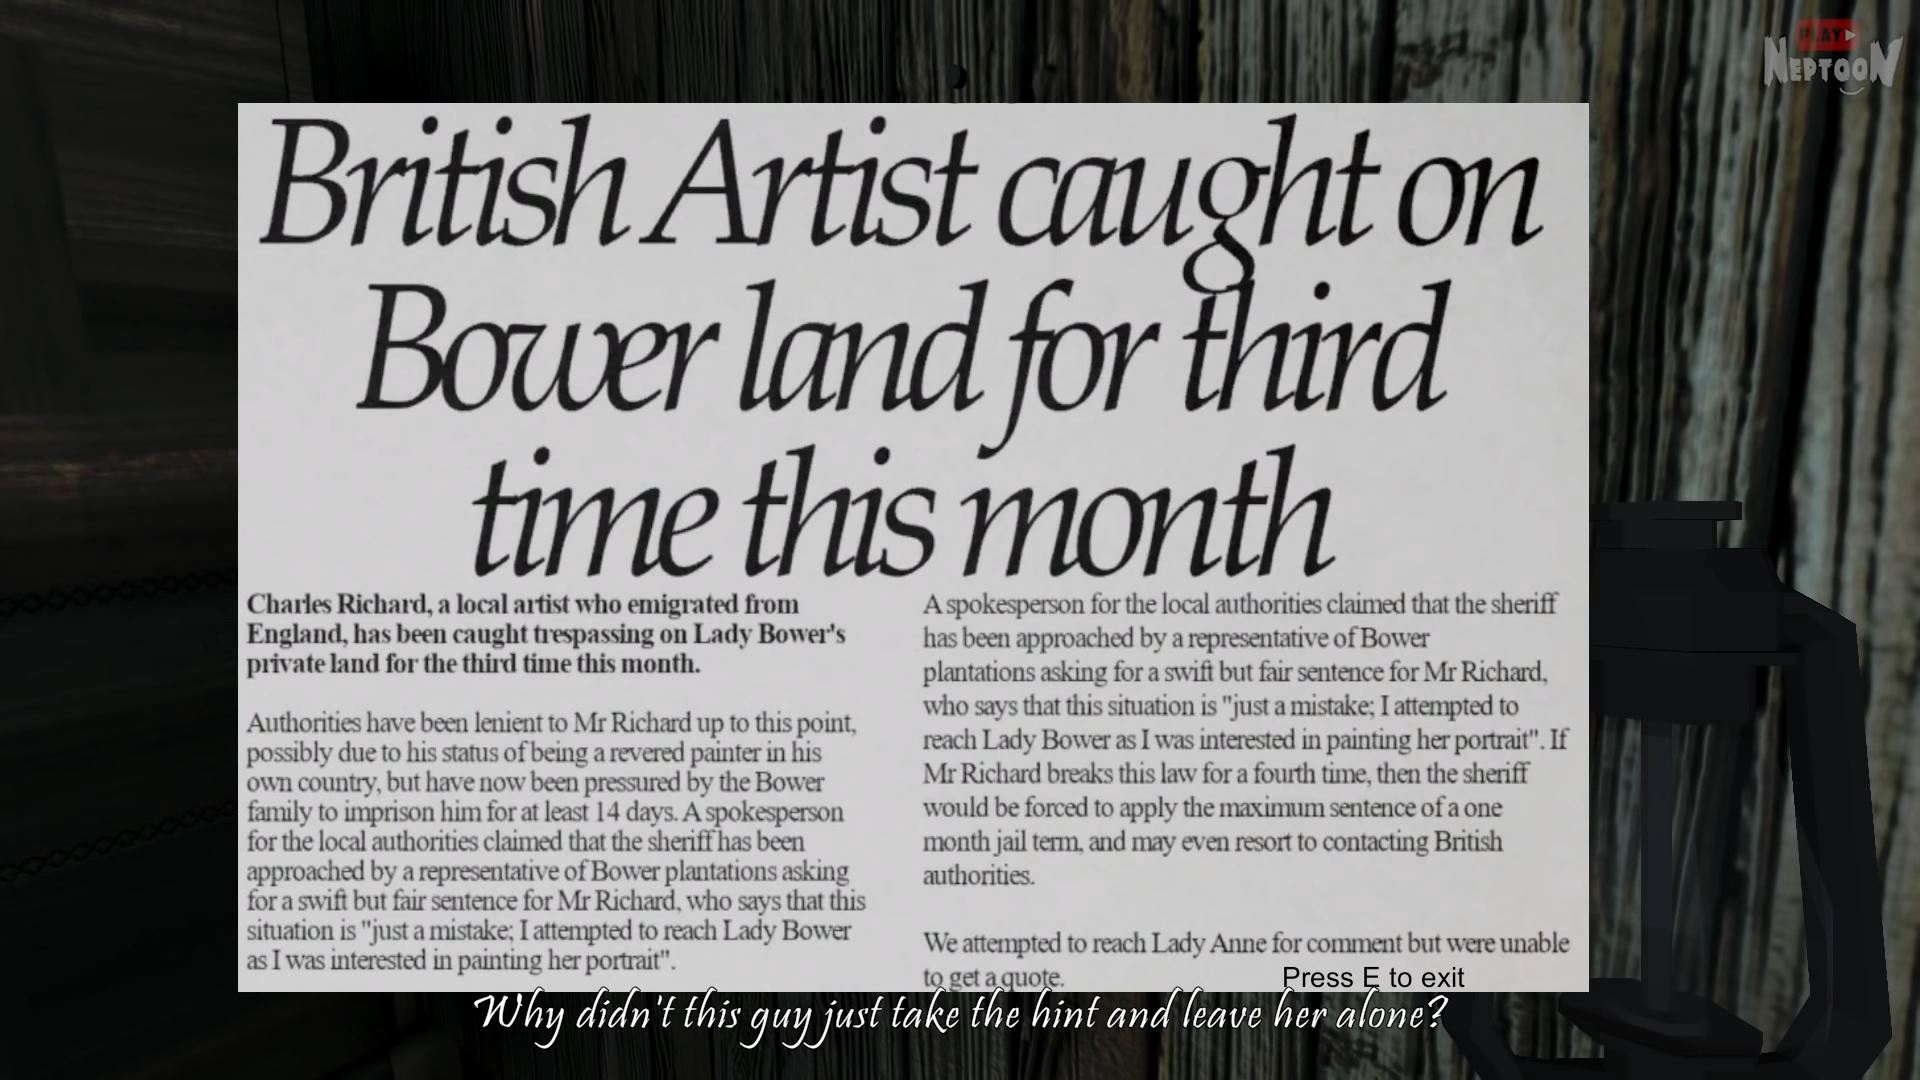 PLAY
NEPTOON
British Artist caught on
Bower land for third
time this month
Charles Richard, a local artist who emigrated from
England, has been caught trespassing on Lady Bower's
private land for the third time this month.
Authorities have been lenient to Mr Richard up to this point,
possibly due to his status of being a revered painter in his
own country, but have now been pressured by the Bower
family to imprison him for at least 14 days. A spokesperson
for the local authorities claimed that the sheriff has been
approached by a representative of Bower plantations asking
for a swift but fair sentence for Mr Richard, who says that this
situation is "just a mistake; I attempted to reach Lady Bower
as I was interested in painting her portrait".
A spokesperson for the local authorities claimed that the sheriff
has been approached by a representative of Bower
plantations asking for a swift but fair sentence for Mr Richard,
who says that this situation is "just a mistake; I attempted to
reach Lady Bower as I was interested in painting her portrait". If
Mr Richard breaks this law for a fourth time, then the sheriff
would be forced to apply the maximum sentence of a one
month jail term, and may even resort to contacting British
authorities.
We attempted to reach Lady Anne for comment but were unable
to get a quote.
Press E to exit
Why didn't this guy just take the hint and leave her alone?